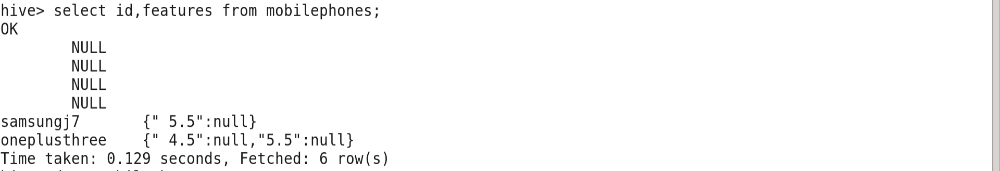 hive> select id,features from mobilephones;
OK
NULL
NULL
NULL
NULL
samsungj7 {" 5.5":null}
oneplusthree {" 4.5":null,"5.5":null}
Time taken: 0.129 seconds, Fetched: 6 row(s)